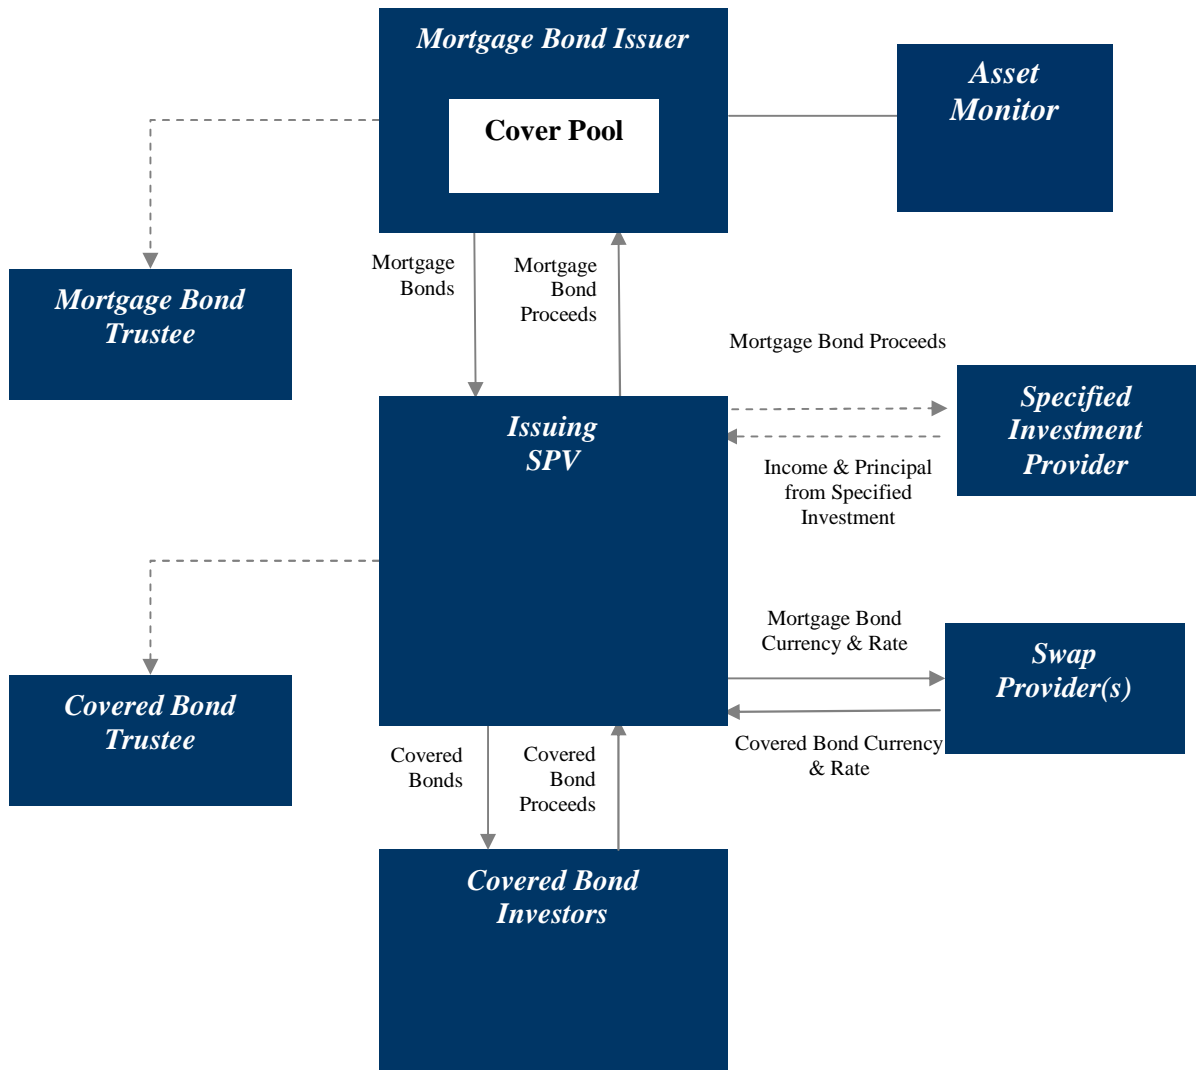 Mortgage Bond Issuer
Cover Pool
Asset
Monitor
Mortgage
Bonds
Mortgage
Bond
Proceeds
Mortgage Bond
Trustee
Mortgage Bond Proceeds
Issuing
SPV
Specified
Investment
Provider
Income & Principal
from Specified
Investment
Mortgage Bond
Currency & Rate
Swap
Provider(s)
Covered Bond Currency
& Rate
Covered Bond
Trustee
Covered
Bonds
Covered
Bond
Proceeds
Covered Bond
Investors